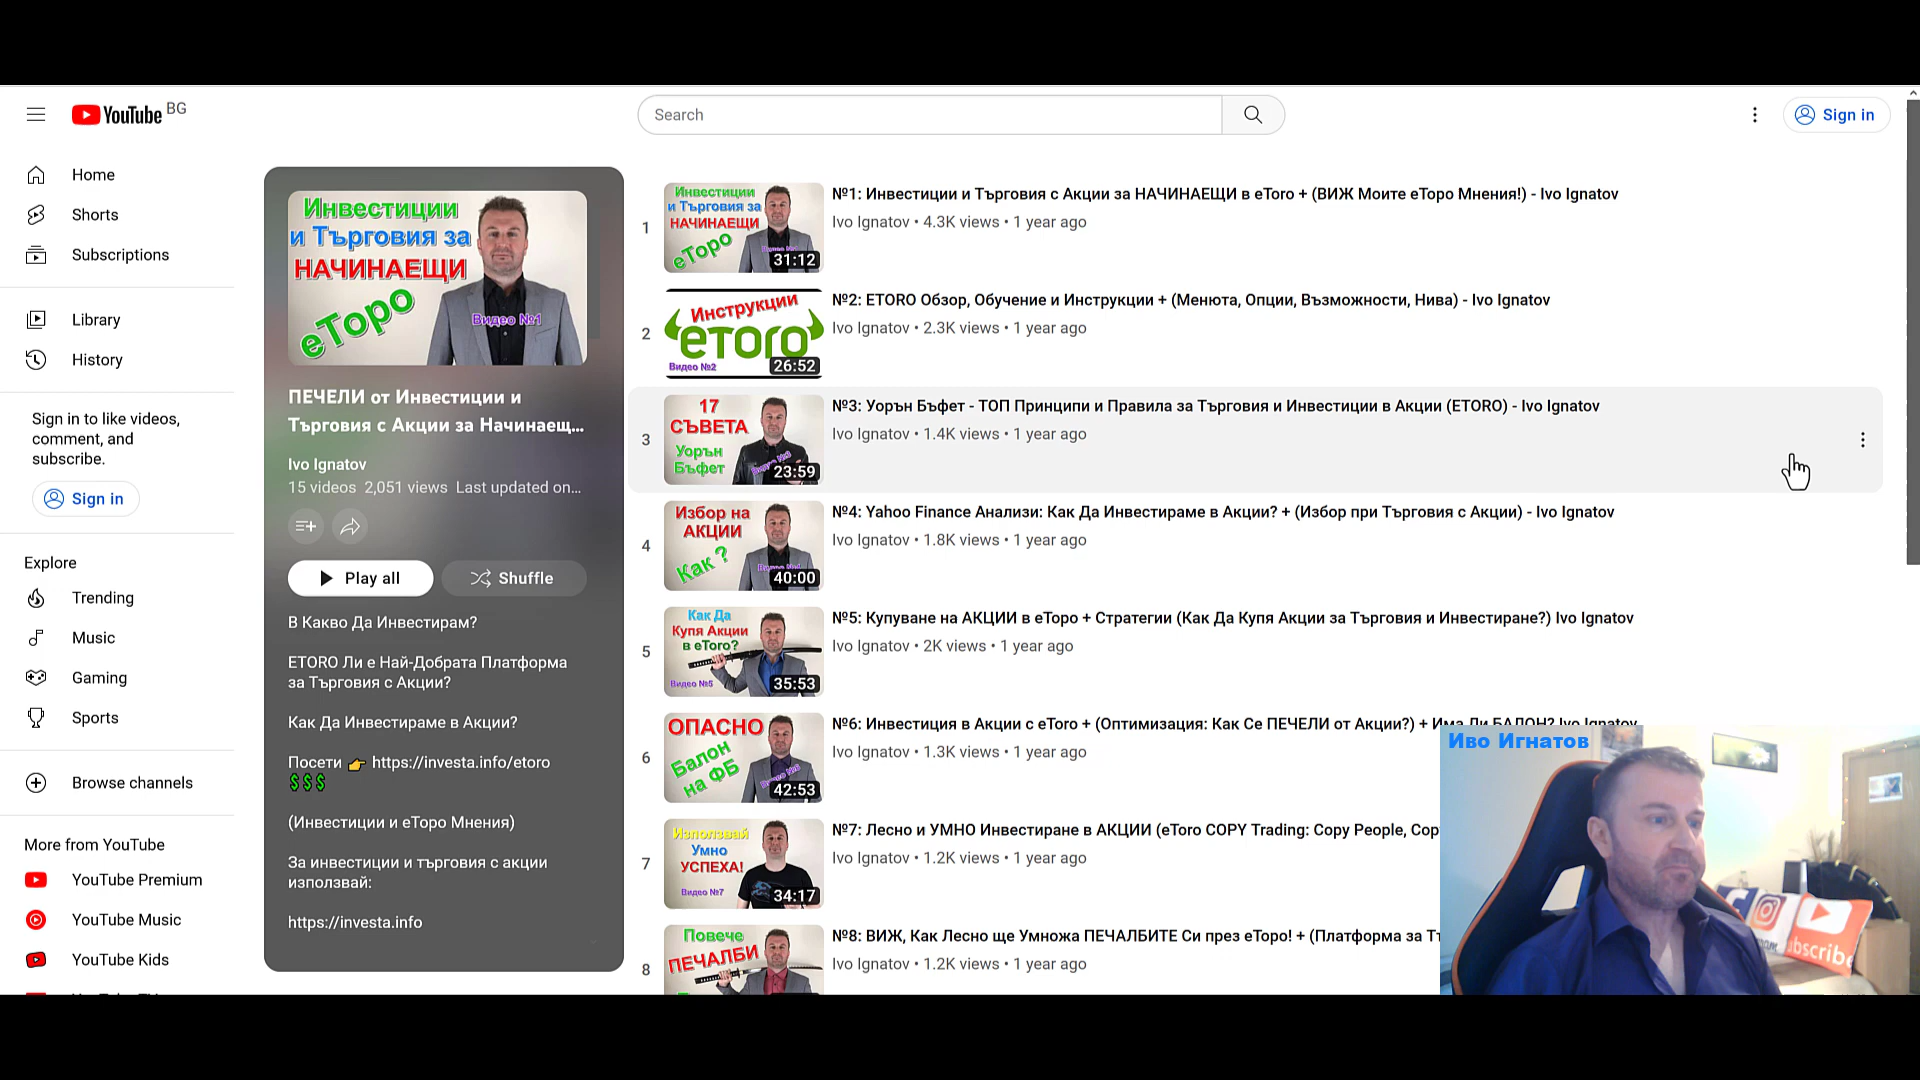 YouTube BG
Search
Sign in
Home
Shorts
Subscriptions
Library
History
Sign in to like videos,
comment, and
subscribe.
Sign in
Explore
Trending
Music
Gaming
Sports
Browse channels
More from YouTube
YouTube Premium
YouTube Music
YouTube Kids
Инвестиции
и Търговия за
НАЧИНАЕЩИ
еТоро
Видео №1
ПЕЧЕЛИ от Инвестиции и
Търговия с Акции за Начинаещ...
Ivo Ignatov
15 videos 2,051 views Last updated on...
Play all
Shuffle
В Какво Да Инвестирам?
ETORO Ли е Най-Добрата Платформа
за Търговия с Акции?
Как Да Инвестираме в Акции?
Посети 👉 https://investa.info/etoro
💲💲💲
(Инвестиции и еТоро Мнения)
За инвестиции и търговия с акции
използвай:
https://investa.info
1
Инвестиции
и Търговия за
НАЧИНАЕЩИ
еТоро
31:12
№1: Инвестиции и Търговия с Акции за НАЧИНАЕЩИ в eToro + (ВИЖ Моите еТоро Мнения!) - Ivo Ignatov
Ivo Ignatov • 4.3K views • 1 year ago
2
Инструкции
eTORO
Видео №2
26:52
№2: ETORO Обзор, Обучение и Инструкции + (Менюта, Опции, Възможности, Нива) - Ivo Ignatov
Ivo Ignatov • 2.3K views • 1 year ago
3
17
СЪВЕТА
Уорън
Бъфет
23:59
№3: Уорън Бъфет - ТОП Принципи и Правила за Търговия и Инвестиции в Акции (ETORO) - Ivo Ignatov
Ivo Ignatov • 1.4K views • 1 year ago
4
Избор на
АКЦИИ
Как?
40:00
№4: Yahoo Finance Анализи: Как Да Инвестираме в Акции? + (Избор при Търговия с Акции) - Ivo Ignatov
Ivo Ignatov • 1.8K views • 1 year ago
5
Как Да
Купя Акции
в eToro?
Видео №5
35:53
№5: Купуване на АКЦИИ в еТоро + Стратегии (Как Да Купя Акции за Търговия и Инвестиране?) Ivo Ignatov
Ivo Ignatov • 2K views • 1 year ago
6
ОПАСНО
Балон
на ФБ
42:53
№6: Инвестиция в Акции с eToro + (Оптимизация: Как Се ПЕЧЕЛИ от Акции?) + Има Ли БАЛОН? Ivo Ignatov
Ivo Ignatov • 1.3K views • 1 year ago
7
Използвай
Умно
УСПЕХА!
Видео №7
34:17
№7: Лесно и УМНО Инвестиране в АКЦИИ (eToro COPY Trading: Copy People, Cop
Ivo Ignatov • 1.2K views • 1 year ago
8
Повече
ПЕЧАЛБИ
№8: ВИЖ, Как Лесно ще Умножа ПЕЧАЛБИТЕ Си през eToro! + (Платформа за Тъ
Ivo Ignatov • 1.2K views • 1 year ago
Иво Игнатов